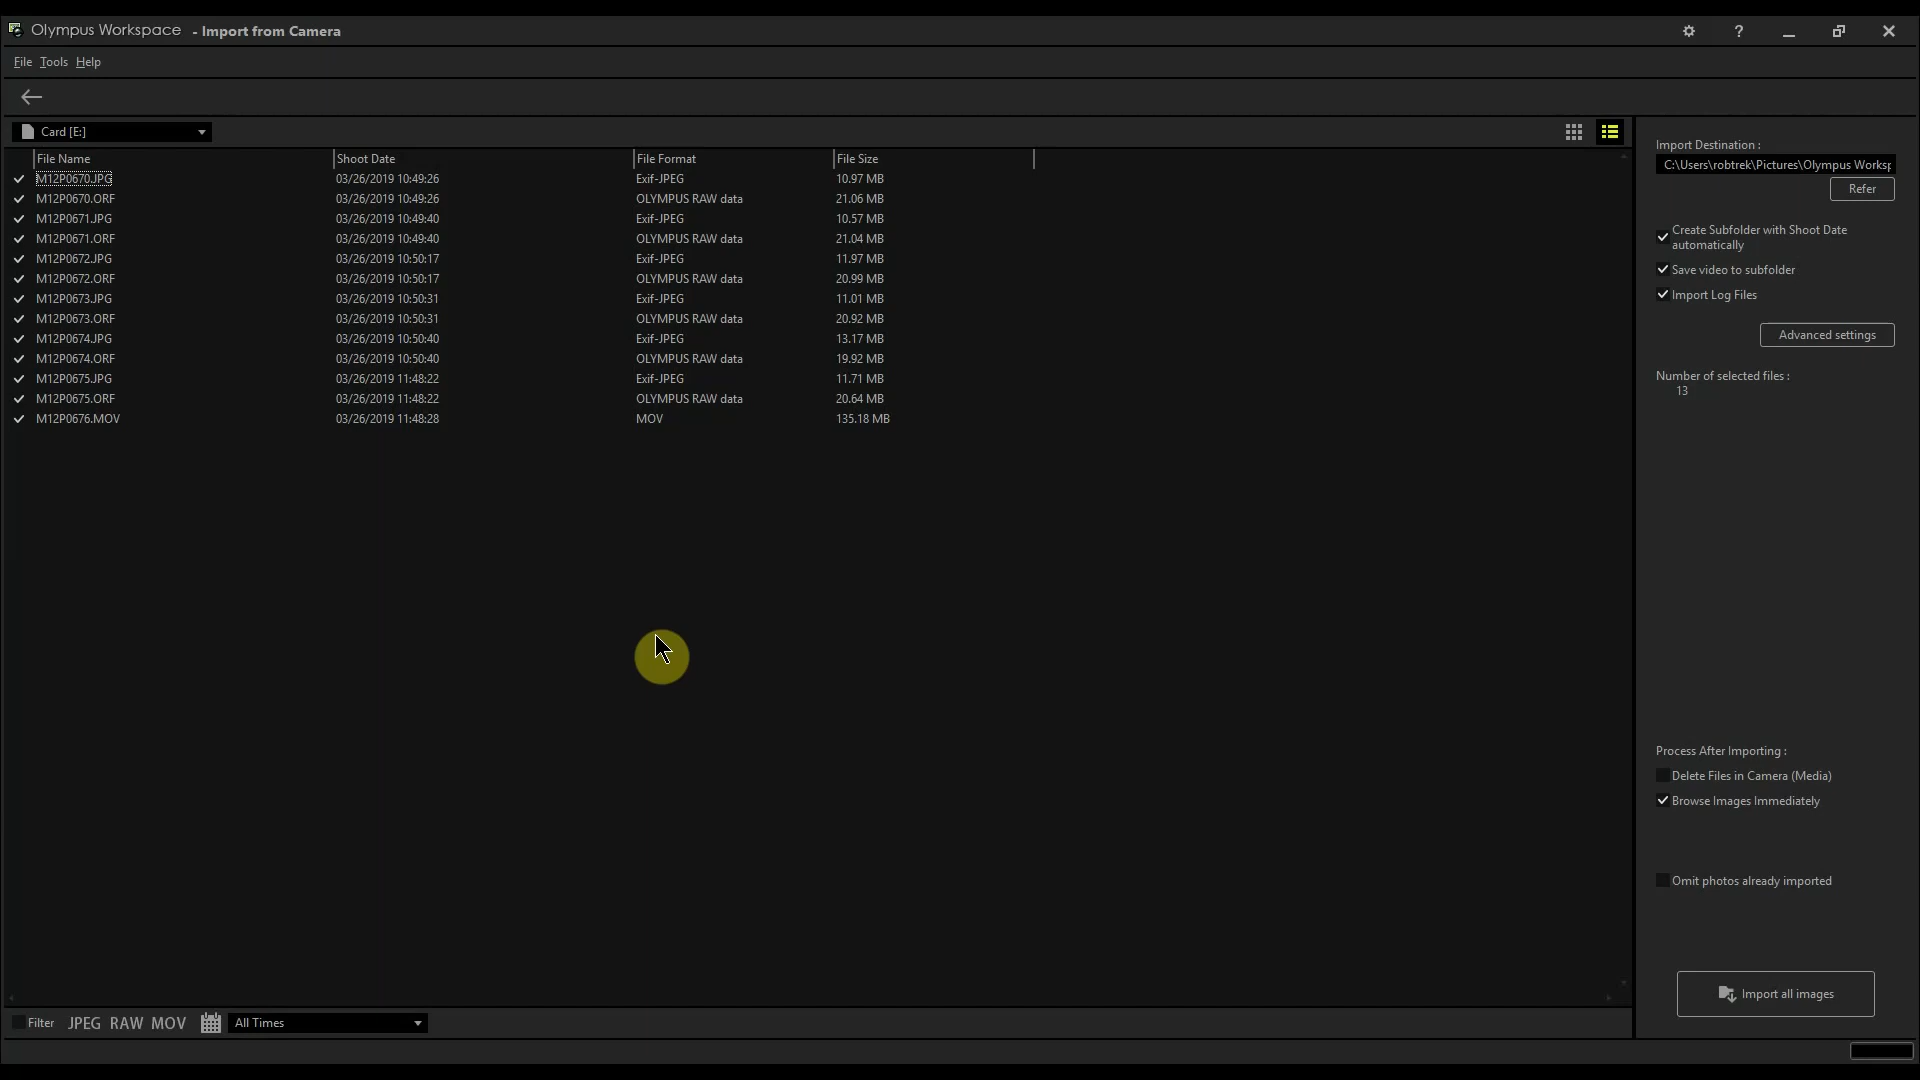 Olympus Workspace - Import from Camera
File Tools Help
Card [E:]
File Name Shoot Date File Format File Size
M12P0670.JPG 03/26/2019 10:49:26 Exif-JPEG 10.97 MB
M12P0670.ORF 03/26/2019 10:49:26 OLYMPUS RAW data 21.06 MB
M12P0671.JPG 03/26/2019 10:49:40 Exif-JPEG 10.57 MB
M12P0671.ORF 03/26/2019 10:49:40 OLYMPUS RAW data 21.04 MB
M12P0672.JPG 03/26/2019 10:50:17 Exif-JPEG 11.97 MB
M12P0672.ORF 03/26/2019 10:50:17 OLYMPUS RAW data 20.99 MB
M12P0673.JPG 03/26/2019 10:50:31 Exif-JPEG 11.01 MB
M12P0673.ORF 03/26/2019 10:50:31 OLYMPUS RAW data 20.92 MB
M12P0674.JPG 03/26/2019 10:50:40 Exif-JPEG 13.17 MB
M12P0674.ORF 03/26/2019 10:50:40 OLYMPUS RAW data 19.92 MB
M12P0675.JPG 03/26/2019 11:48:22 Exif-JPEG 11.71 MB
M12P0675.ORF 03/26/2019 11:48:22 OLYMPUS RAW data 20.64 MB
M12P0676.MOV 03/26/2019 11:48:28 MOV 135.18 MB
Filter JPEG RAW MOV All Times
Import Destination :
C:\Users\robtrek\Pictures\Olympus Worksp
Refer
Create Subfolder with Shoot Date
automatically
Save video to subfolder
Import Log Files
Advanced settings
Number of selected files :
13
Process After Importing :
Delete Files in Camera (Media)
Browse Images Immediately
Omit photos already imported
Import all images